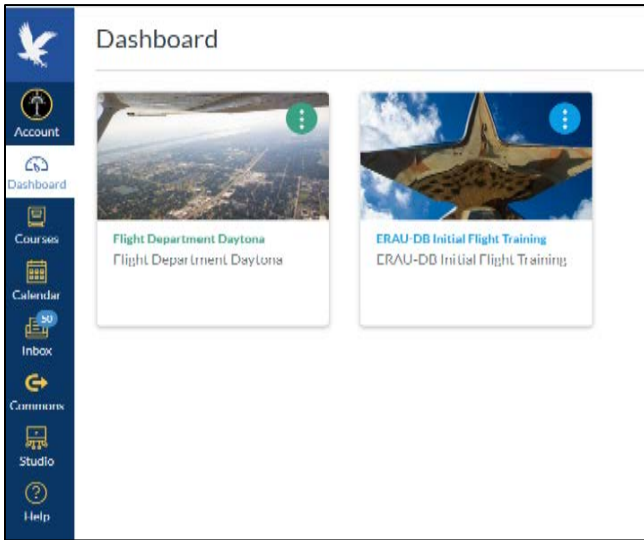 Dashboard
Account
Dashboard
Courses
Calendar
50
Inbox
Commons
Studio
Help
Flight Department Daytona
Flight Department Daytona
ERAU-DB Initial Flight Training
ERAU-DB Initial Flight Training